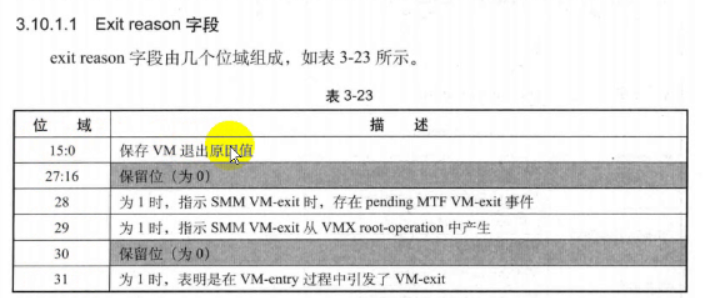 3.10.1.1 Exit reason 字段
exit reason 字段由几个位域组成，如表 3-23 所示。
表 3-23
位 域 描 述
15:0 保存 VM 退出原因值
27:16 保留位（为 0）
28 为 1 时，指示 SMM VM-exit 时，存在 pending MTF VM-exit 事件
29 为 1 时，指示 SMM VM-exit 从 VMX root-operation 中产生
30 保留位（为 0）
31 为 1 时，表明是在 VM-entry 过程中引发了 VM-exit